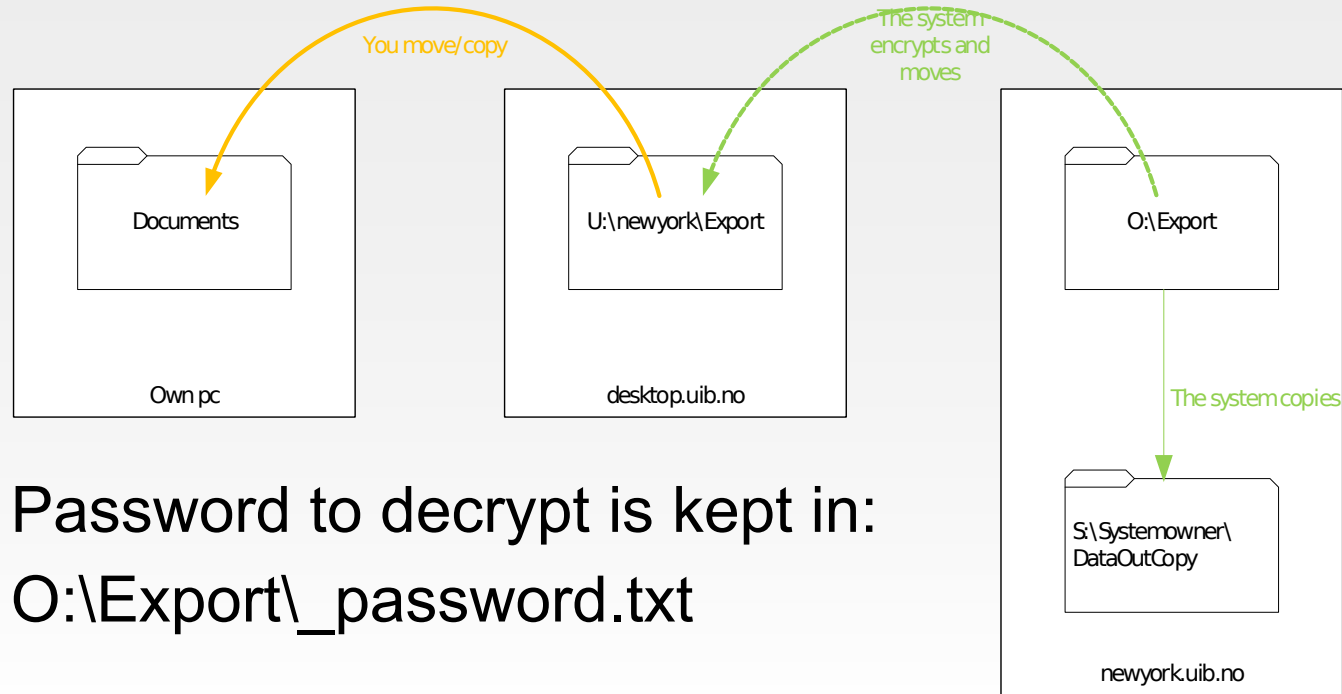 You move/copy
The system
encrypts and
moves
Documents
U:\newyork\Export
O:\Export
Own pc
desktop.uib.no
The system copies
Password to decrypt is kept in:
O:\Export\_password.txt
S:\Systemowner\
DataOutCopy
newyork.uib.no